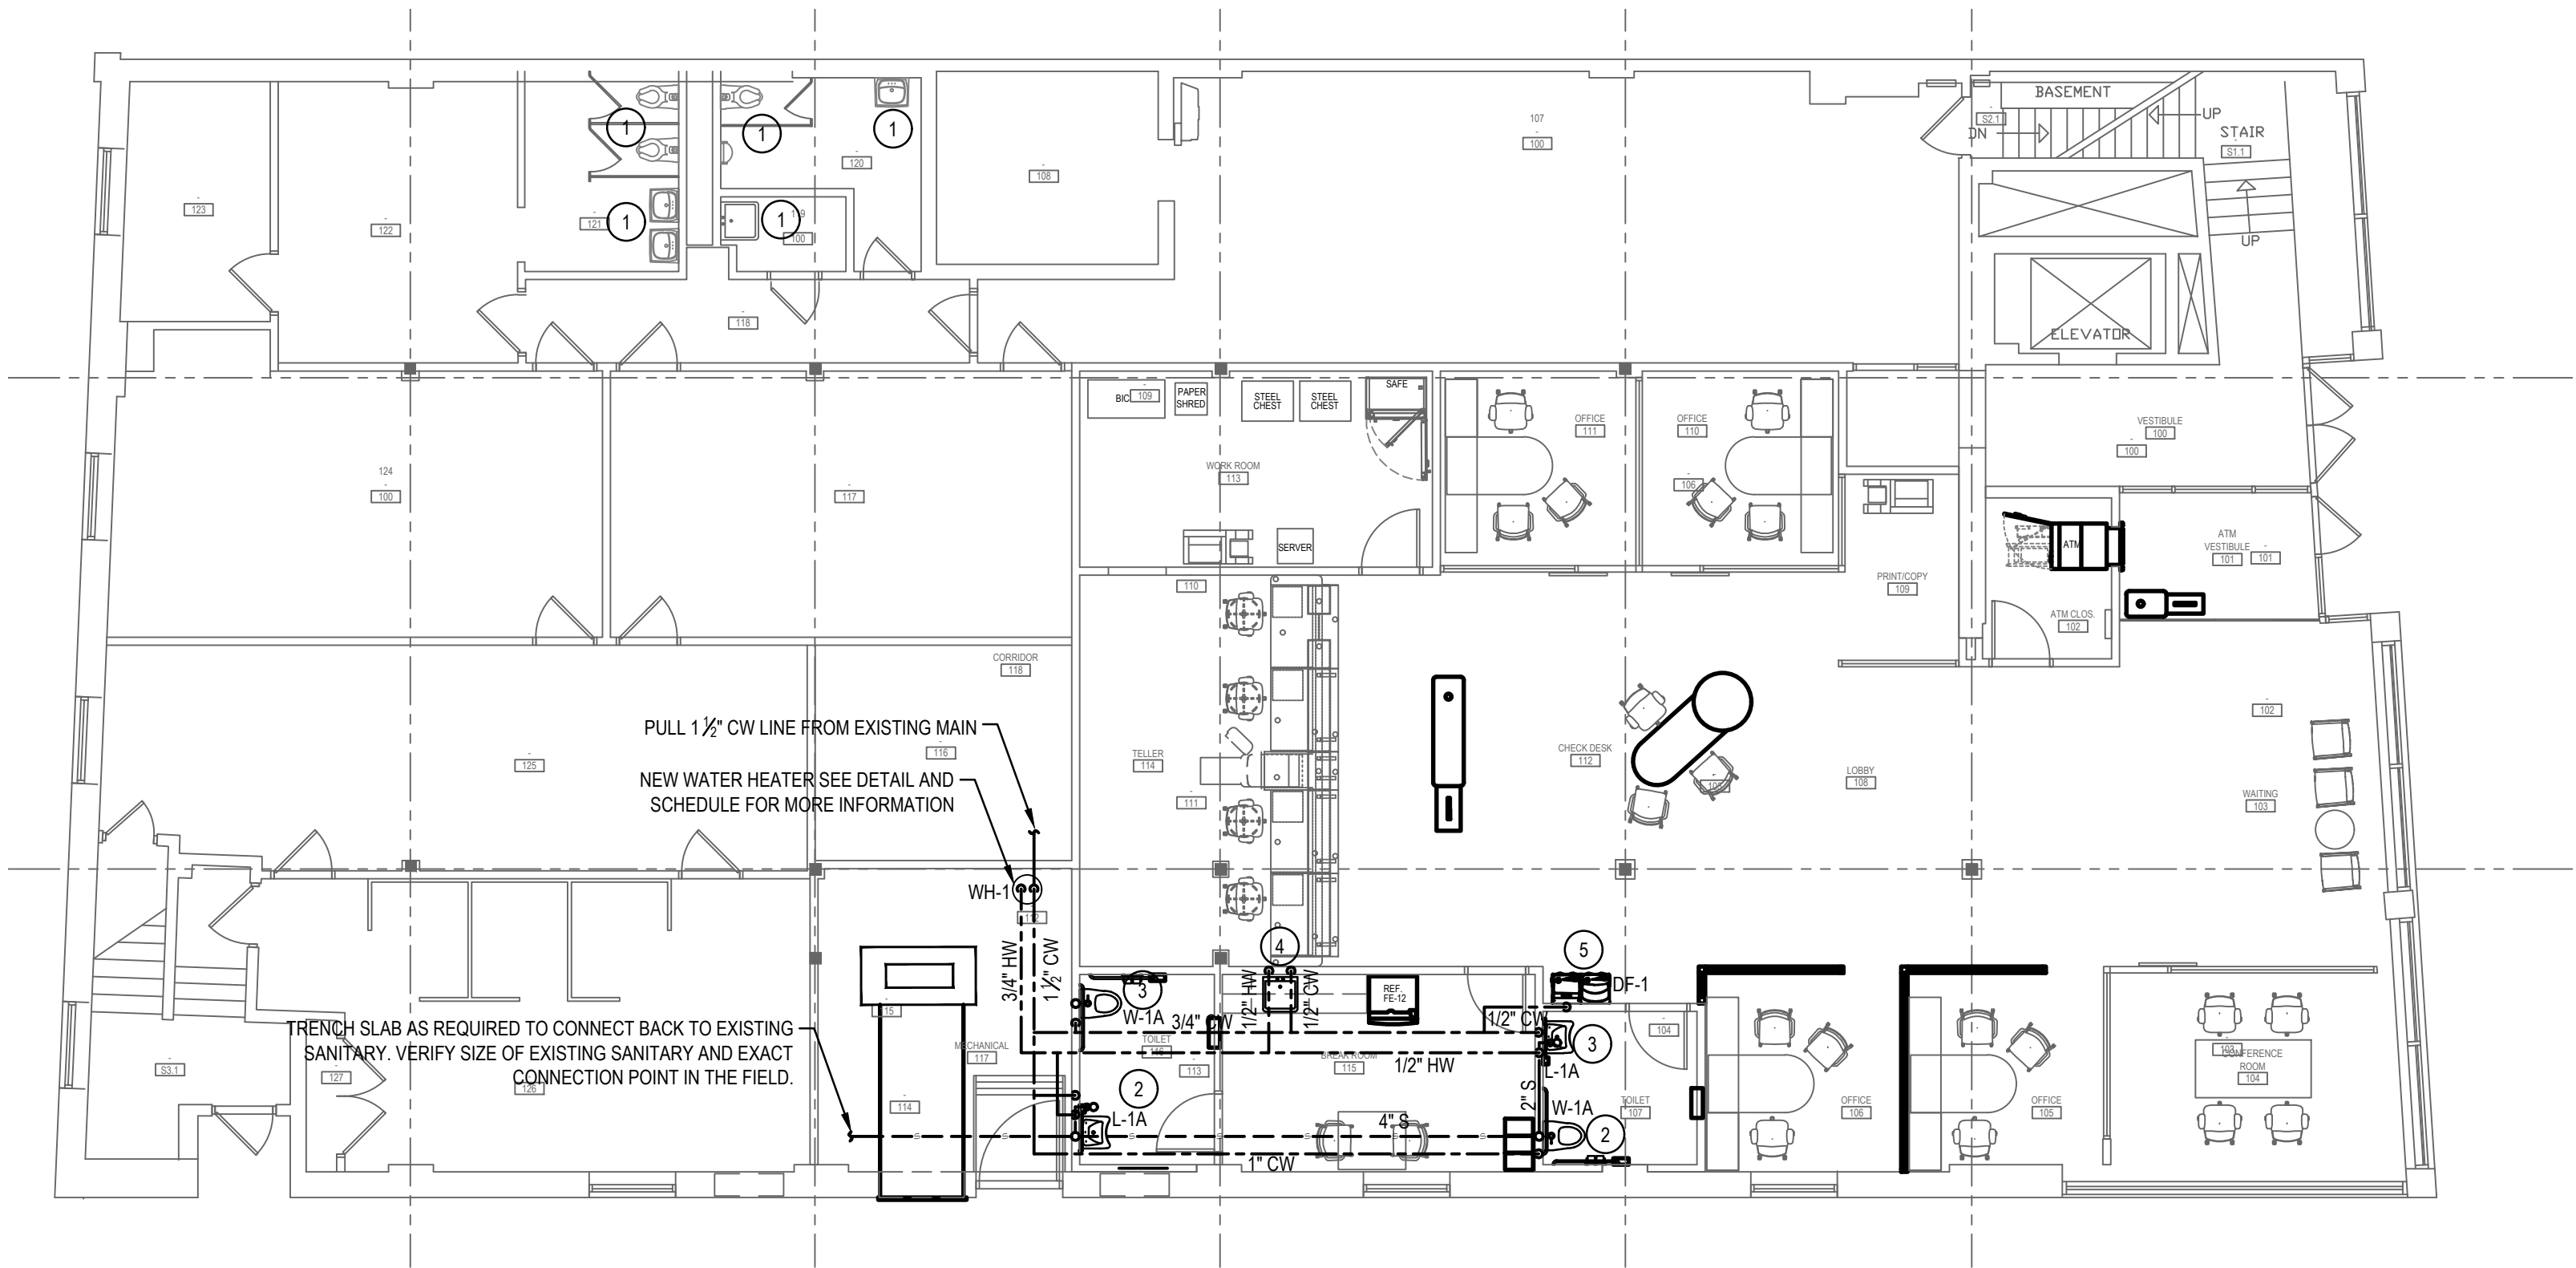 BASEMENT
UP
DN
S2.1
STAIR
S1.1
UP
1
1
1
1
1
120
107
100
108
123
122
121
100
118
ELEVATOR
BIC
109
PAPER
SHRED
STEEL
CHEST
STEEL
CHEST
SAFE
OFFICE
111
OFFICE
110
106
VESTIBULE
100
100
124
100
117
WORK ROOM
113
SERVER
ATM
ATM
VESTIBULE
101
101
PRINT/COPY
109
ATM CLOS.
102
110
CORRIDOR
118
102
PULL 1 1/2" CW LINE FROM EXISTING MAIN
116
125
NEW WATER HEATER SEE DETAIL AND
SCHEDULE FOR MORE INFORMATION
TELLER
114
111
CHECK DESK
112
LOBBY
108
WAITING
103
WH-1
112
3/4" HW
1 1/2" CW
4
5
1/2" HW
1/2" CW
REF.
FE-12
DF-1
3
W-1A
3/4" CW
1/2" CW
115
TRENCH SLAB AS REQUIRED TO CONNECT BACK TO EXISTING
SANITARY. VERIFY SIZE OF EXISTING SANITARY AND EXACT
CONNECTION POINT IN THE FIELD.
MECHANICAL
117
TOILET
113
BREAK ROOM
115
1/2" HW
104
3
L-1A
CONFERENCE
ROOM
104
S3.1
127
126
114
2
L-1A
2" S
W-1A
2
TOILET
107
OFFICE
106
OFFICE
105
4" S
S S S S S S S
1" CW